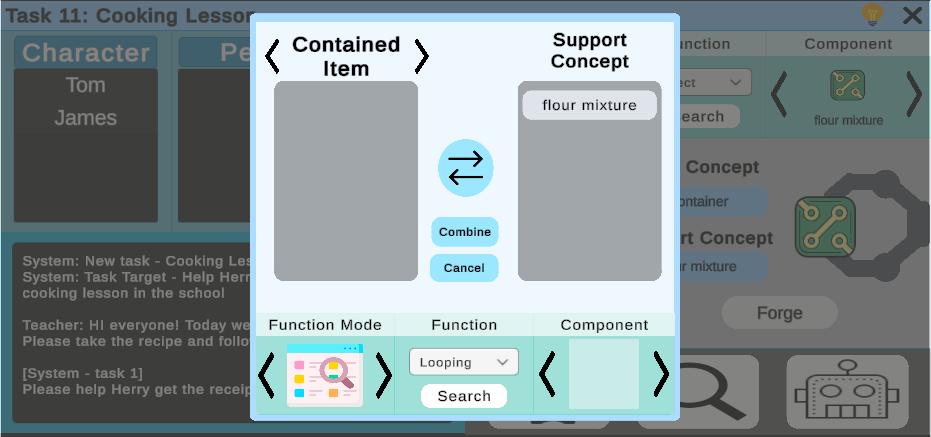 Task 11: Cooking Lesson
Character
Tom
James
Pe
Contained
Item
Support
Concept
flour mixture
Combine
Cancel
Function Mode
Function
Component
Looping
Search
unction
Component
ect
earch
flour mixture
Concept
ontainer
rt Concept
ur mixture
Forge
System: New task - Cooking Les
System: Task Target - Help Herr
cooking lesson in the school
Teacher: HI everyone! Today we
Please take the recipe and follo
[System - task 1]
Please help Herry get the receip